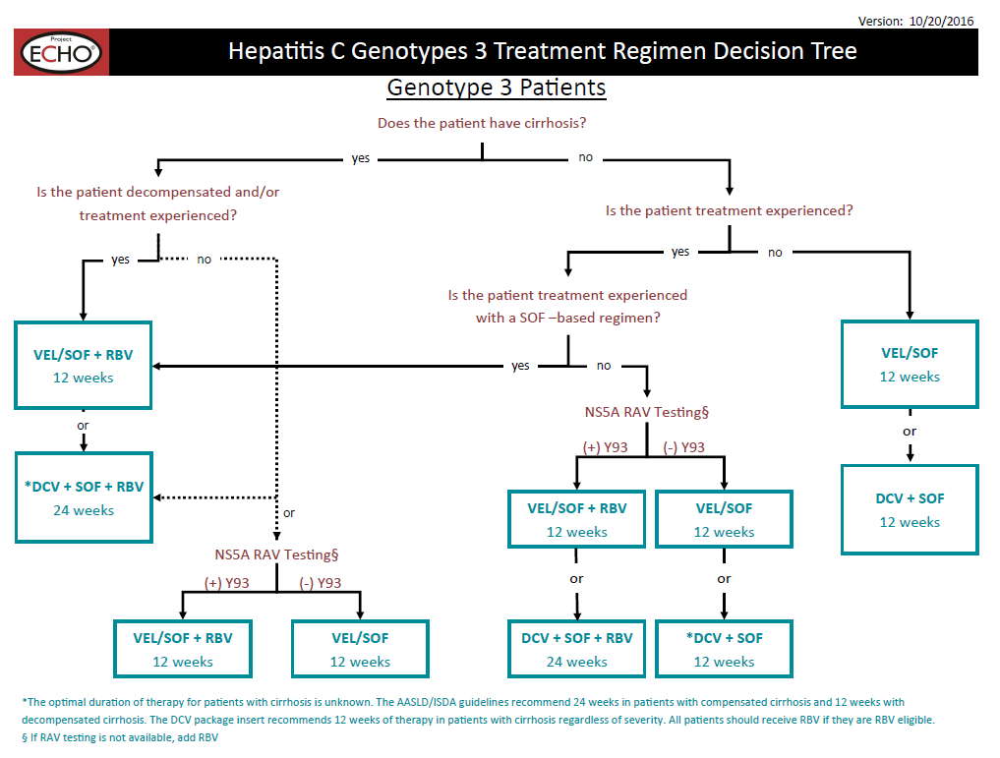 Version: 10/20/2016
Project
ECHO®
Hepatitis C Genotypes 3 Treatment Regimen Decision Tree
Genotype 3 Patients
Does the patient have cirrhosis?
yes
no
Is the patient decompensated and/or
treatment experienced?
Is the patient treatment experienced?
yes
no
yes
no
Is the patient treatment experienced
with a SOF –based regimen?
VEL/SOF + RBV
12 weeks
VEL/SOF
12 weeks
yes
no
or
NS5A RAV Testing§
(+) Y93
(-) Y93
or
*DCV + SOF + RBV
24 weeks
DCV + SOF
12 weeks
VEL/SOF + RBV
12 weeks
VEL/SOF
12 weeks
or
NS5A RAV Testing§
(+) Y93
(-) Y93
or
or
VEL/SOF + RBV
12 weeks
VEL/SOF
12 weeks
DCV + SOF + RBV
24 weeks
*DCV + SOF
12 weeks
*The optimal duration of therapy for patients with cirrhosis is unknown. The AASLD/ISDA guidelines recommend 24 weeks in patients with compensated cirrhosis and 12 weeks with
decompensated cirrhosis. The DCV package insert recommends 12 weeks of therapy in patients with cirrhosis regardless of severity. All patients should receive RBV if they are RBV eligible.
§ If RAV testing is not available, add RBV